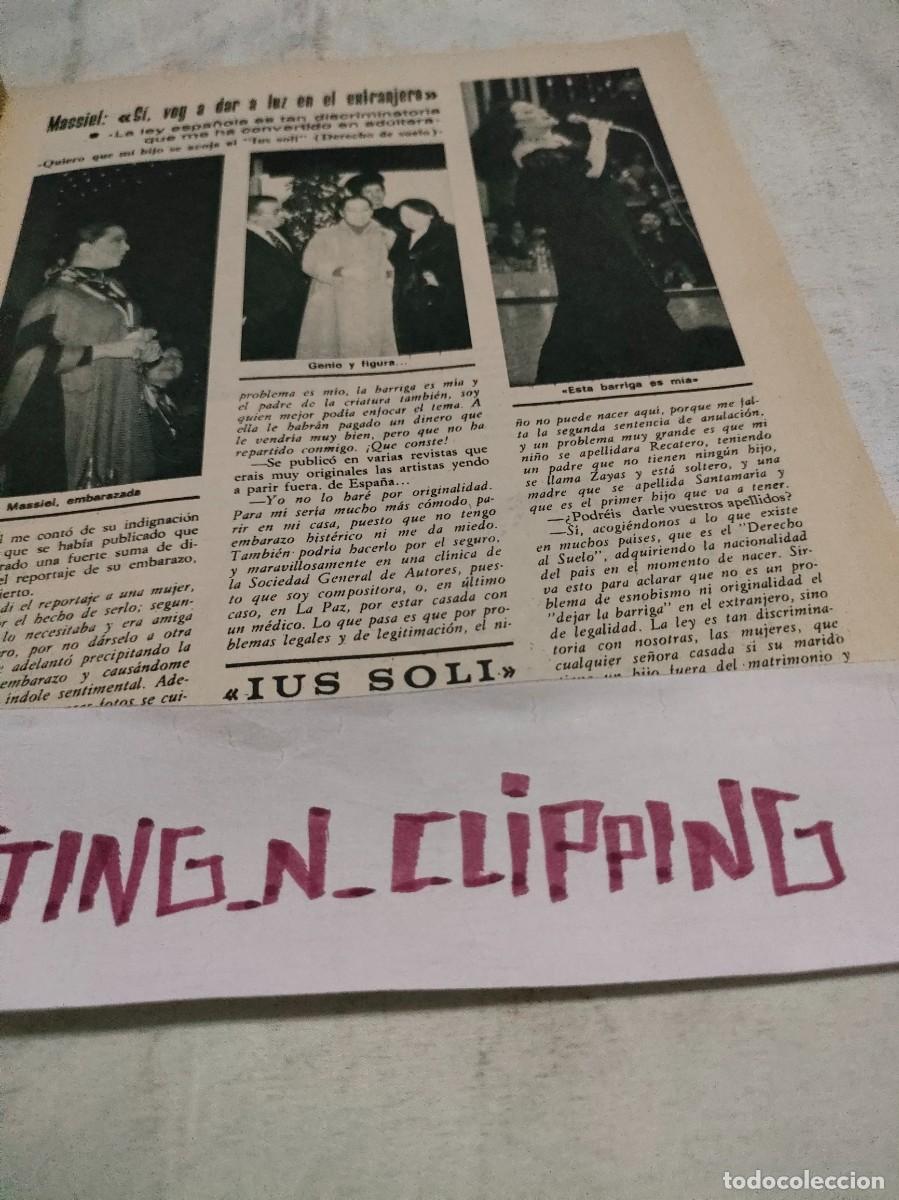 Massiel: «Sí, voy a dar a luz en el extranjero»
● «La ley española es tan discriminatoria
que me ha convertido en adúltera»
«Quiero que mi hijo se acoja al "Ius soli" (Derecho de suelo)»
Massiel, embarazada
l me contó de su indignación
que se había publicado que
rado una fuerte suma de di-
el reportaje de su embarazo,
ierto.
di el reportaje a una mujer,
r el hecho de serlo; segun-
lo necesitaba y era amiga
ro, por no dárselo a otra
e adelantó precipitando la
embarazo y causándome
índole sentimental. Ade-
fotos se cui-
Genio y figura...
problema es mío, la barriga es mía y
el padre de la criatura también, soy
quien mejor podía enfocar el tema. A
ella le habrán pagado un dinero que
le vendría muy bien, pero que no ha
repartido conmigo. ¡Que conste!
—Se publicó en varias revistas que
erais muy originales las artistas yendo
a parir fuera. de España...
—Yo no lo haré por originalidad.
Para mí sería mucho más cómodo pa-
rir en mi casa, puesto que no tengo
embarazo histérico ni me da miedo.
También podría hacerlo por el seguro,
y maravillosamente en una clínica de
la Sociedad General de Autores, pues-
to que soy compositora, o, en último
caso, en La Paz, por estar casada con
un médico. Lo que pasa es que por pro-
blemas legales y de legitimación, el ni-
«IUS SOLI»
«Esta barriga es mía»
ño no puede nacer aquí, porque me fal-
ta la segunda sentencia de anulación,
y un problema muy grande es que mi
niño se apellidara Recatero, teniendo
un padre que no tienen ningún hijo,
se llama Zayas y está soltero, y una
madre que se apellida Santamaría y
que es el primer hijo que va a tener.
—¿Podréis darle vuestros apellidos?
—Sí, acogiéndonos a lo que existe
en muchos países, que es el "Derecho
al Suelo", adquiriendo la nacionalidad
del país en el momento de nacer. Sir-
va esto para aclarar que no es un pro-
blema de esnobismo ni originalidad el
"dejar la barriga" en el extranjero, sino
de legalidad. La ley es tan discrimina-
toria con nosotras, las mujeres, que
cualquier señora casada si su marido
tiene un hijo fuera del matrimonio y
TING_N_CLIPPING
todocoleccion